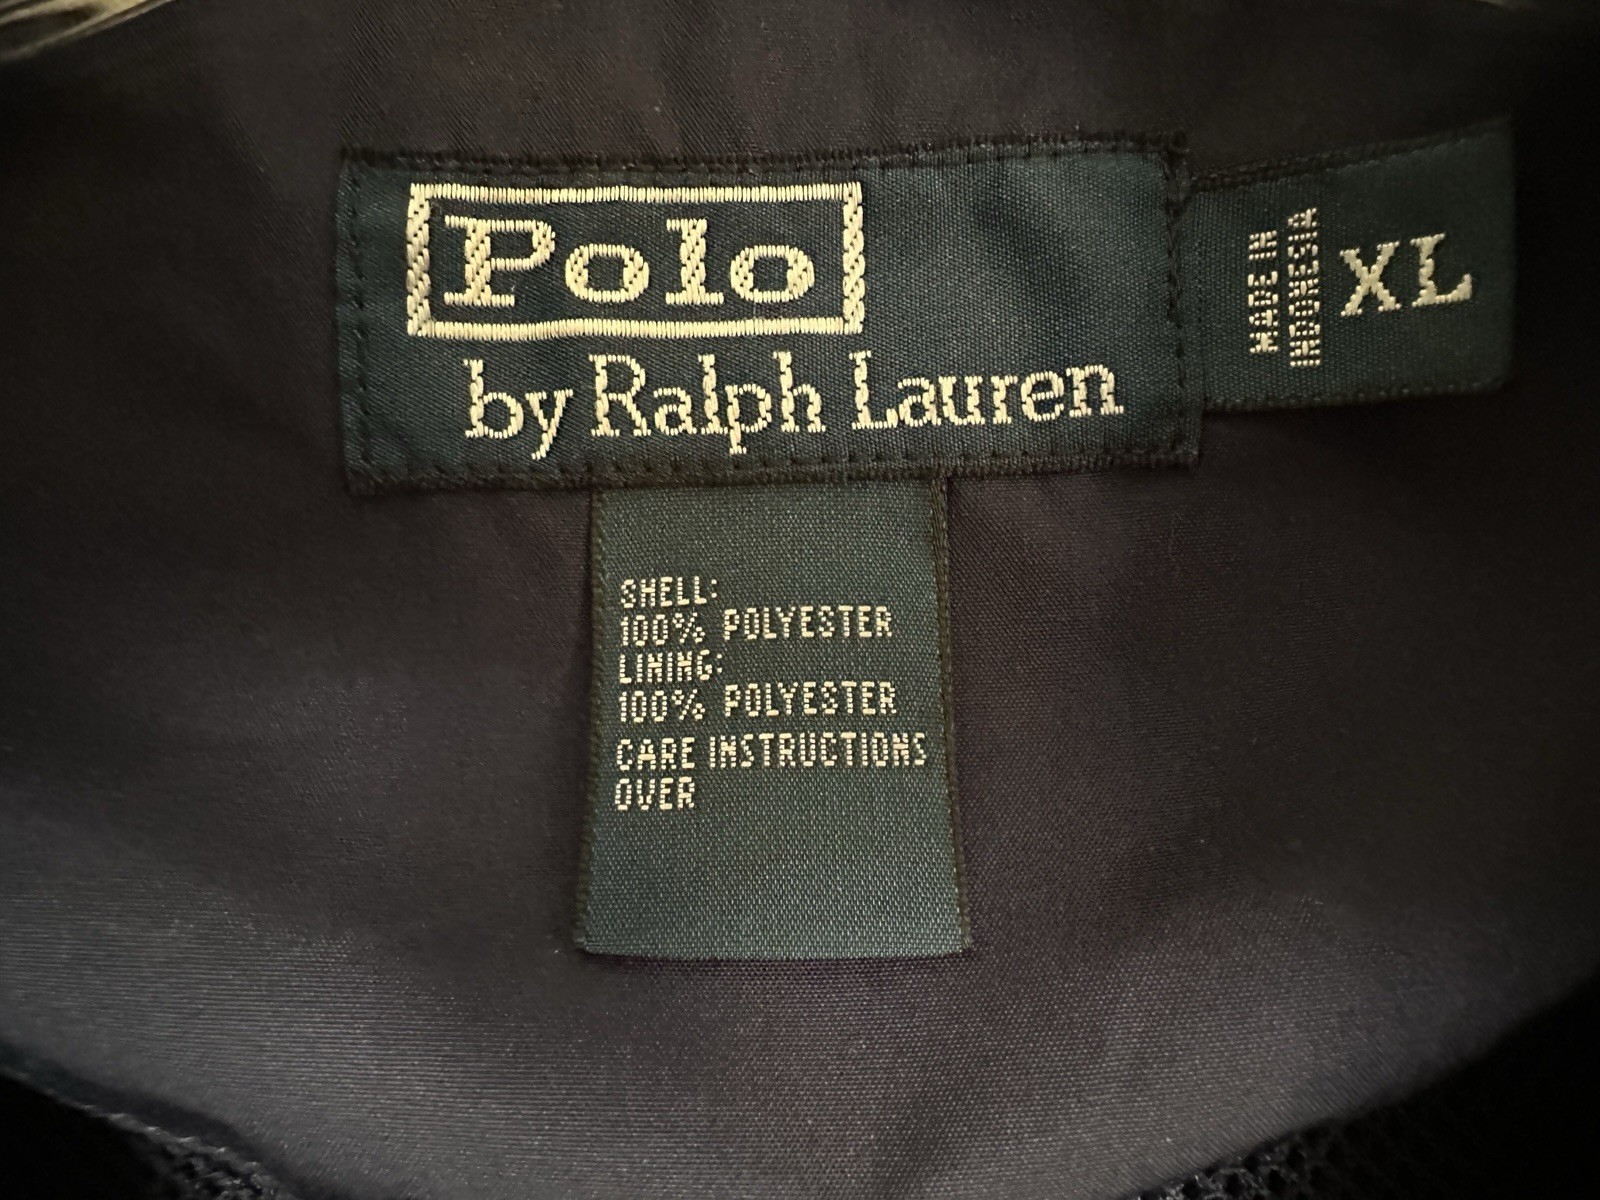 Polo
by Ralph Lauren
MADE IN
INDONESIA
XL
SHELL:
100% POLYESTER
LINING:
100% POLYESTER
CARE INSTRUCTIONS
OVER